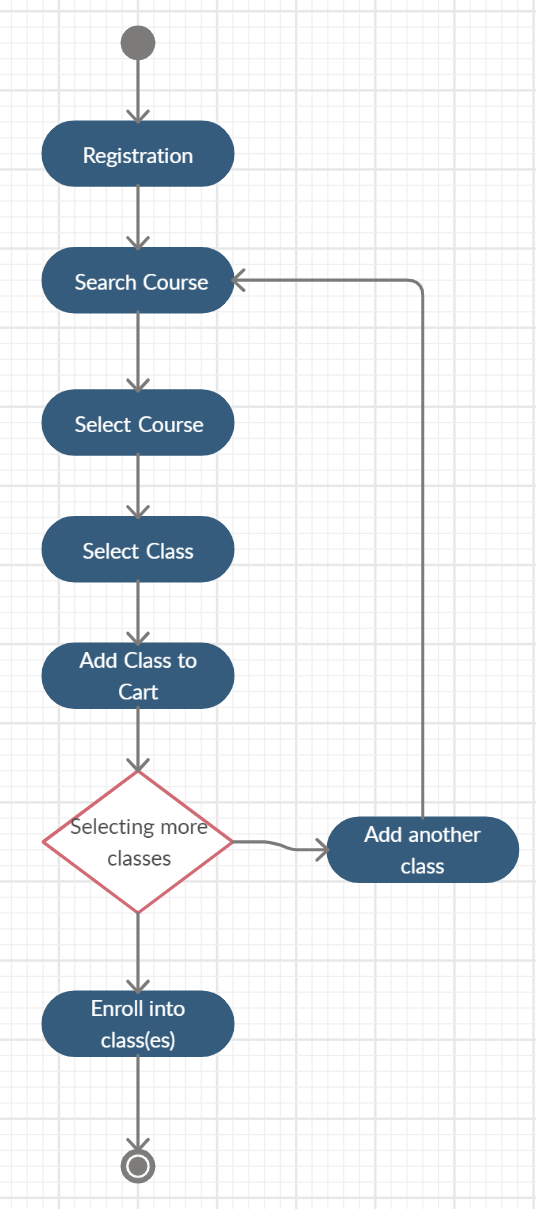 Registration
Search Course
Select Course
Select Class
Add Class to
Cart
Selecting more
classes
Add another
class
Enroll into
class(es)